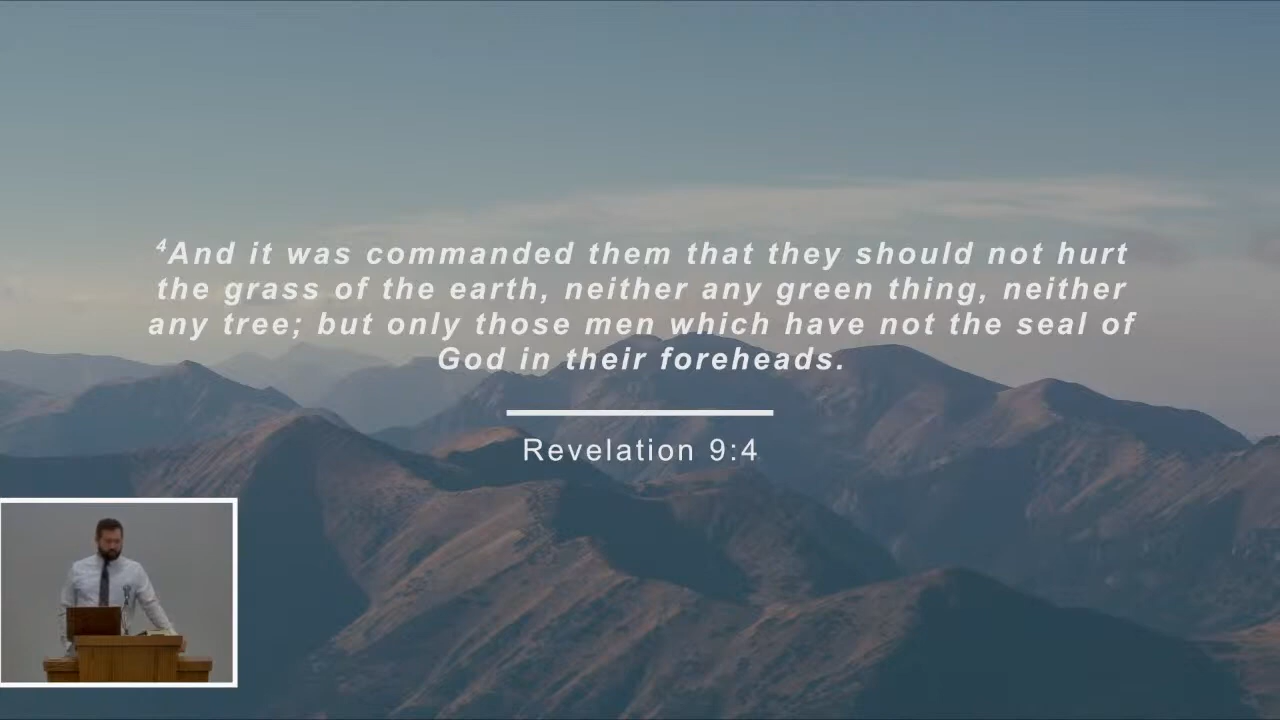 ⁴And it was commanded them that they should not hurt
the grass of the earth, neither any green thing, neither
any tree; but only those men which have not the seal of
God in their foreheads.
Revelation 9:4